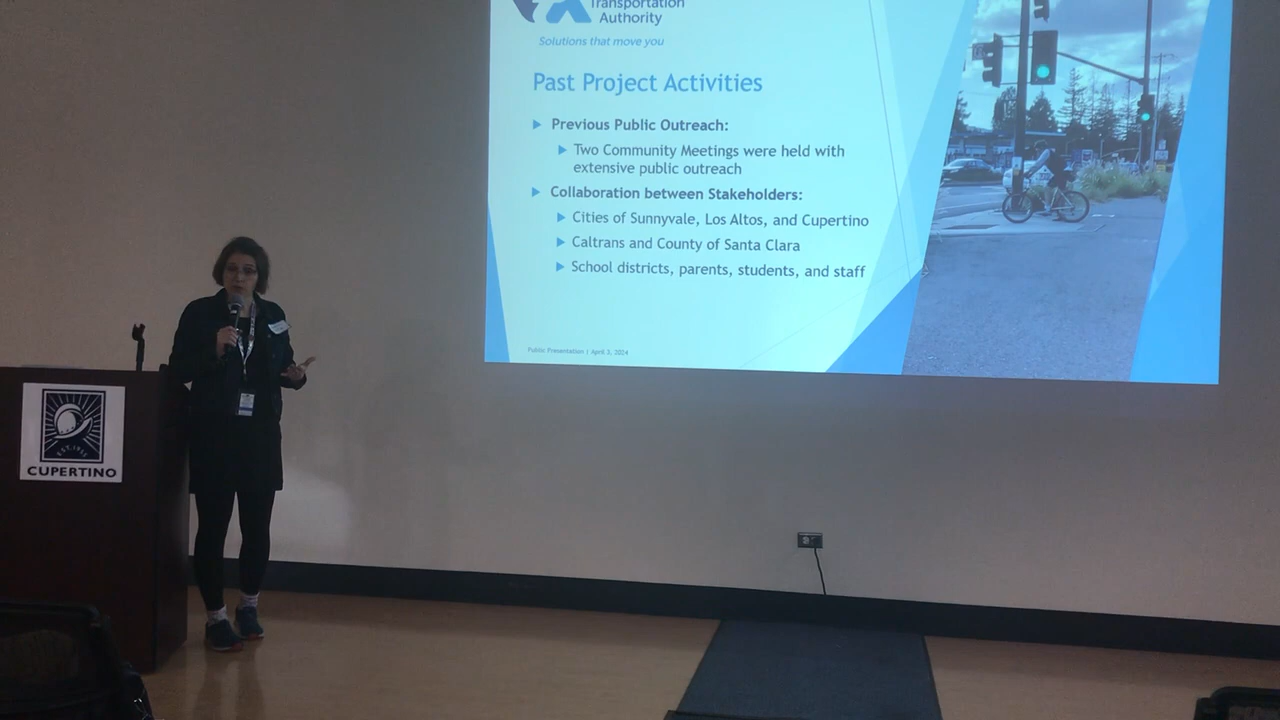 Transportation
Authority
Solutions that move you
Past Project Activities
Previous Public Outreach:
Two Community Meetings were held with
extensive public outreach
Collaboration between Stakeholders:
Cities of Sunnyvale, Los Altos, and Cupertino
Caltrans and County of Santa Clara
School districts, parents, students, and staff
Public Presentation | April 3, 2024
EST. 1955
CUPERTINO